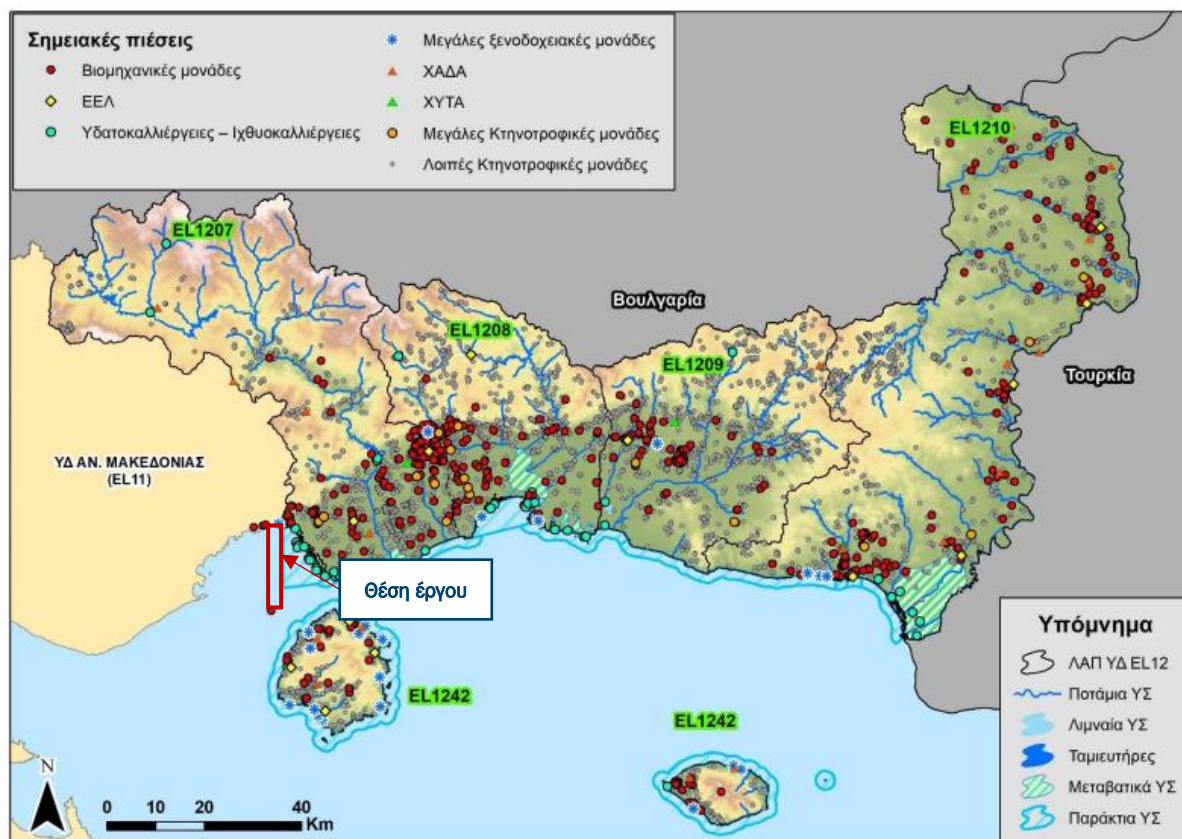 Σημειακές πιέσεις
Βιομηχανικές μονάδες
ΕΕΛ
Υδατοκαλλιέργειες – Ιχθυοκαλλιέργειες
Μεγάλες ξενοδοχειακές μονάδες
ΧΑΔΑ
ΧΥΤΑ
Μεγάλες Κτηνοτροφικές μονάδες
Λοιπές Κτηνοτροφικές μονάδες
EL1210
EL1207
Βουλγαρία
EL1208
EL1209
Τουρκία
ΥΔ ΑΝ. ΜΑΚΕΔΟΝΙΑΣ
(EL11)
Θέση έργου
EL1242
EL1242
Υπόμνημα
ΛΑΠ ΥΔ EL12
Ποτάμια ΥΣ
Λιμναία ΥΣ
Ταμιευτήρες
Μεταβατικά ΥΣ
Παράκτια ΥΣ
N
0 10 20 40
Km